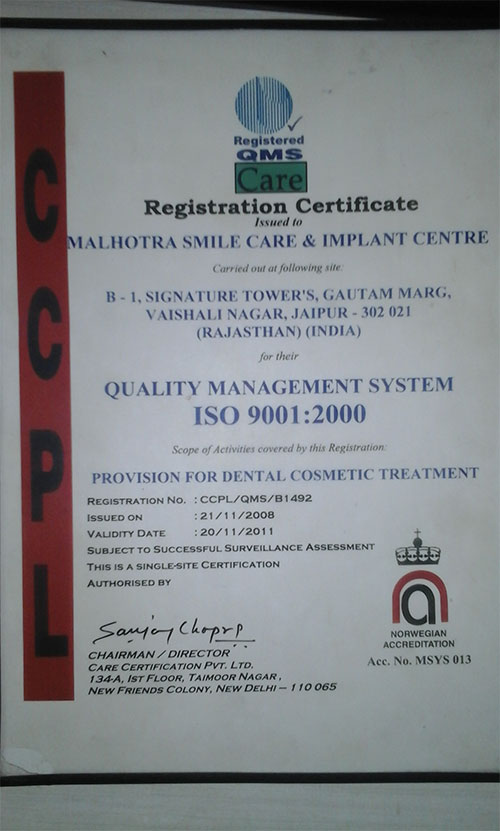 CCPL
Registered
QMS
Care
Registration Certificate
Issued to
MALHOTRA SMILE CARE & IMPLANT CENTRE
Carried out at following site:
B - 1, SIGNATURE TOWER'S, GAUTAM MARG,
VAISHALI NAGAR, JAIPUR - 302 021
(RAJASTHAN) (INDIA)
for their
QUALITY MANAGEMENT SYSTEM
ISO 9001:2000
Scope of Activities covered by this Registration:
PROVISION FOR DENTAL COSMETIC TREATMENT
REGISTRATION NO. : CCPL/QMS/B1492
ISSUED ON : 21/11/2008
VALIDITY DATE : 20/11/2011
SUBJECT TO SUCCESSFUL SURVEILLANCE ASSESSMENT
THIS IS A SINGLE-SITE CERTIFICATION
AUTHORISED BY
Sanjay Chopra
CHAIRMAN / DIRECTOR
CARE CERTIFICATION PVT. LTD.
134-A, IST FLOOR, TAIMOOR NAGAR,
NEW FRIENDS COLONY, NEW DELHI – 110 065
na
NORWEGIAN
ACCREDITATION
Acc. No. MSYS 013